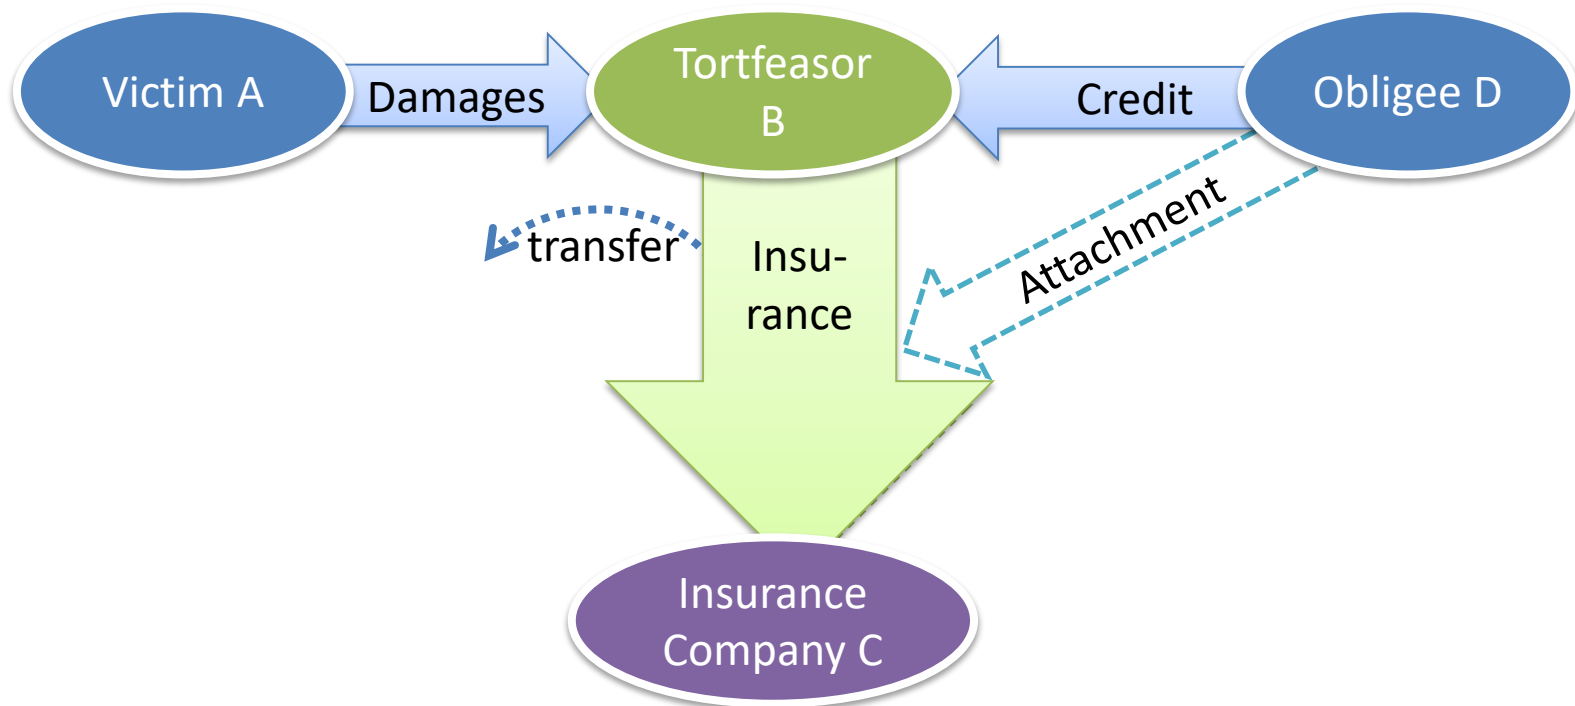 Victim A
Damages
Tortfeasor
B
Credit
Obligee D
transfer
Insu-
rance
Attachment
Insurance
Company C